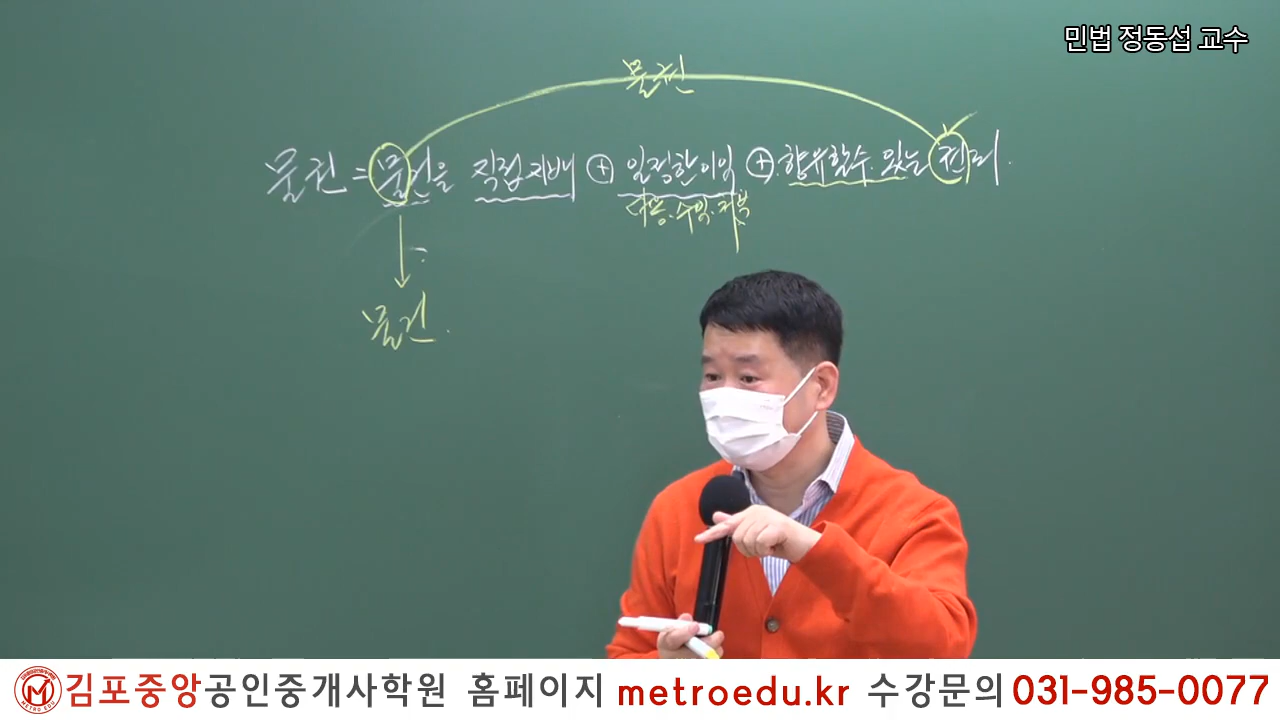 민법 정동섭 교수
물권
물권 = 물건을 직접지배 ⊕ 일정한이익 ⊕ 향유할수 있는 권리.
사용·수익·처분
물건.
METRO EDU
김포중앙공인중개사학원 홈페이지 metroedu.kr 수강문의 031-985-0077